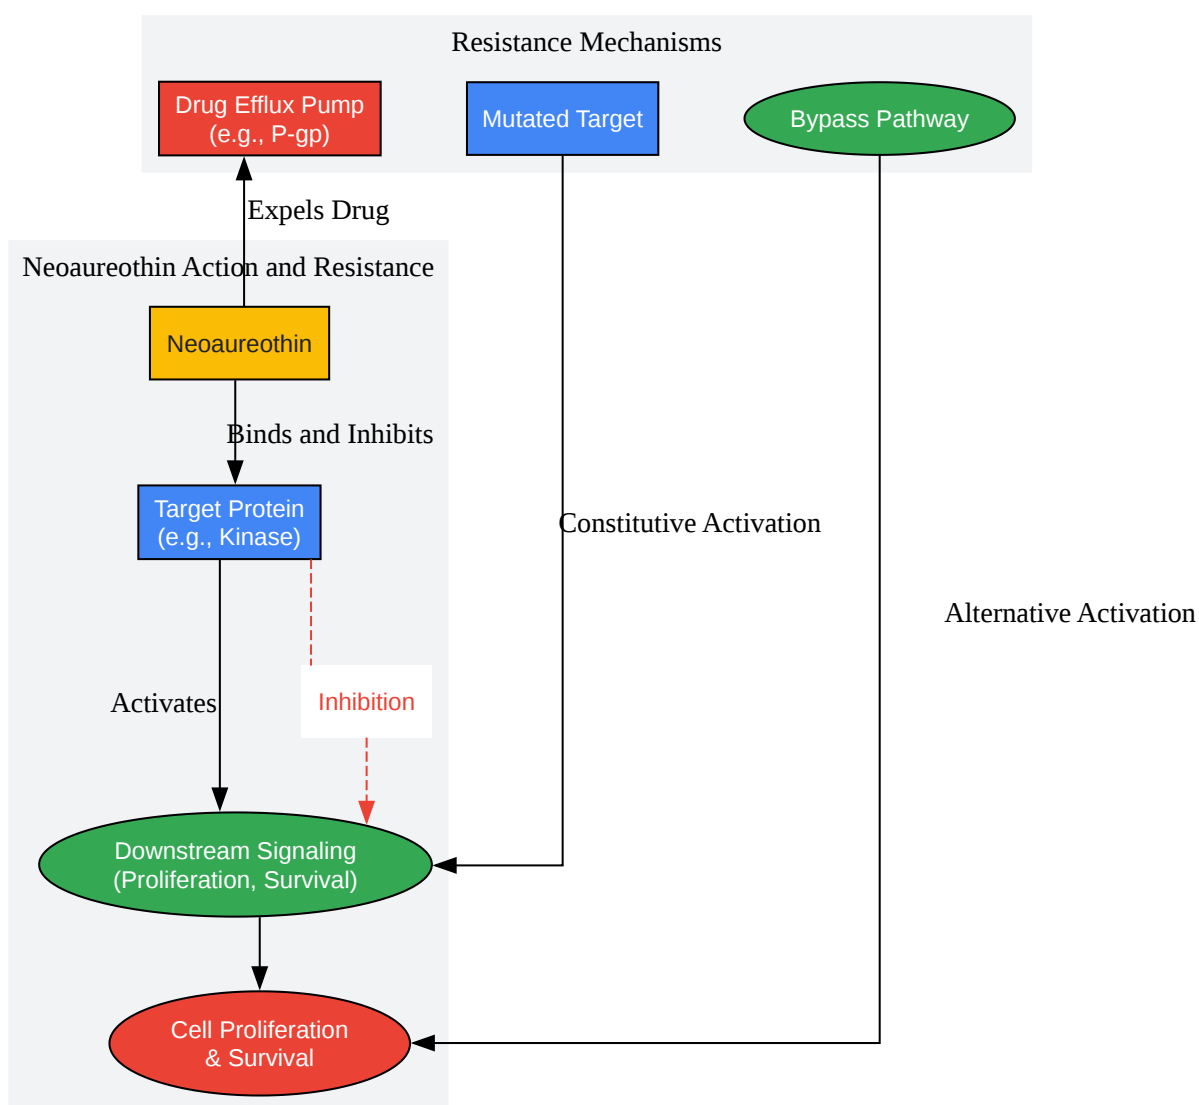 Resistance Mechanisms
Drug Efflux Pump
(e.g., P-gp)
Mutated Target
Bypass Pathway
Expels Drug
Neoaureothin Action and Resistance
Neoaureothin
Binds and Inhibits
Target Protein
(e.g., Kinase)
Constitutive Activation
Alternative Activation
Activates
Inhibition
Downstream Signaling
(Proliferation, Survival)
Cell Proliferation
& Survival